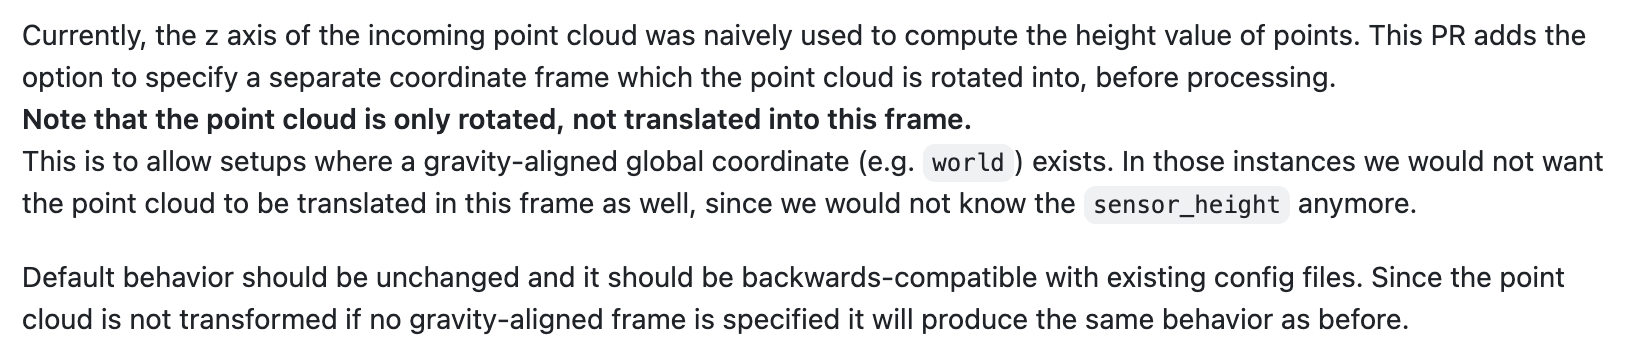 Currently, the z axis of the incoming point cloud was naively used to compute the height value of points. This PR adds the
option to specify a separate coordinate frame which the point cloud is rotated into, before processing.
Note that the point cloud is only rotated, not translated into this frame.
This is to allow setups where a gravity-aligned global coordinate (e.g. world) exists. In those instances we would not want
the point cloud to be translated in this frame as well, since we would not know the sensor_height anymore.
Default behavior should be unchanged and it should be backwards-compatible with existing config files. Since the point
cloud is not transformed if no gravity-aligned frame is specified it will produce the same behavior as before.